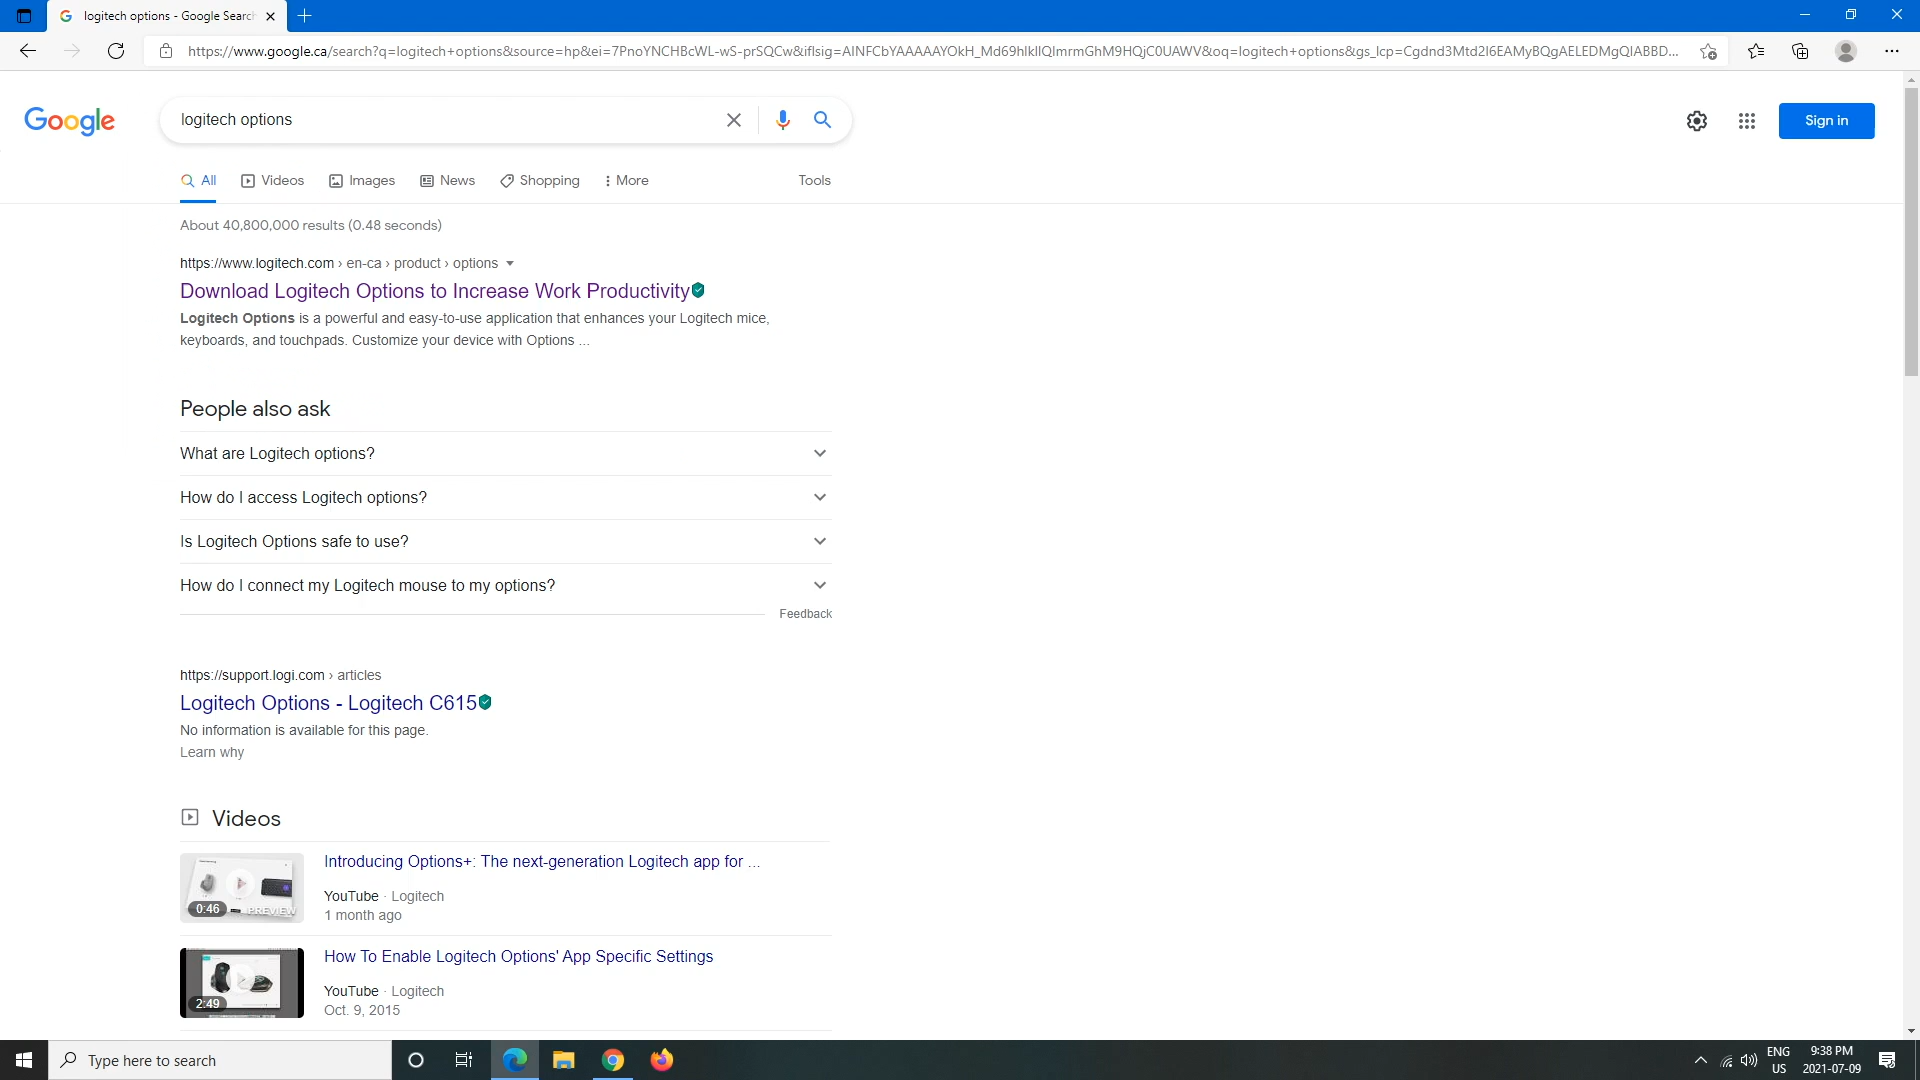 logitech options - Google Search
https://www.google.ca/search?q=logitech+options&source=hp&ei=7PnoYNCHBcWL-wS-prSQCw&iflsig=AINFCbYAAAAAYOkH_Md69hlkIlQImrmGhM9HQjC0UAWV&oq=logitech+options&gs_lcp=Cgdnd3Mtd2l6EAMyBQgAELEDMgQIABBD...
Google
logitech options
Sign in
All
Videos
Images
News
Shopping
More
Tools
About 40,800,000 results (0.48 seconds)
https://www.logitech.com › en-ca › product › options
Download Logitech Options to Increase Work Productivity
Logitech Options is a powerful and easy-to-use application that enhances your Logitech mice,
keyboards, and touchpads. Customize your device with Options ...
People also ask
What are Logitech options?
How do I access Logitech options?
Is Logitech Options safe to use?
How do I connect my Logitech mouse to my options?
Feedback
https://support.logi.com › articles
Logitech Options - Logitech C615
No information is available for this page.
Learn why
Videos
Introducing Options+: The next-generation Logitech app for ...
YouTube · Logitech
1 month ago
0:46
PREVIEW
How To Enable Logitech Options' App Specific Settings
YouTube · Logitech
Oct. 9, 2015
2:49
Type here to search
ENG
US
9:38 PM
2021-07-09